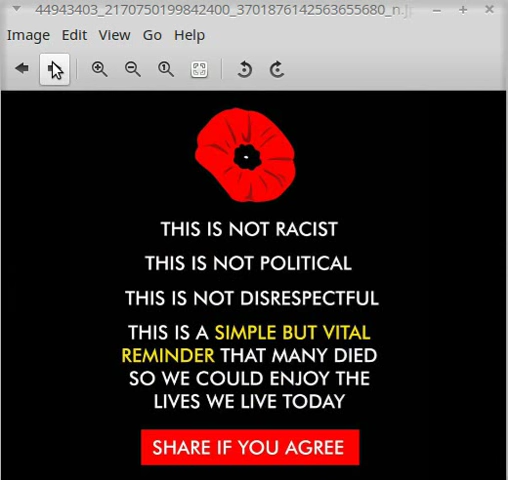 44943403_2170750199842400_3701876142563655680_n.j
Image Edit View Go Help
THIS IS NOT RACIST
THIS IS NOT POLITICAL
THIS IS NOT DISRESPECTFUL
THIS IS A SIMPLE BUT VITAL
REMINDER THAT MANY DIED
SO WE COULD ENJOY THE
LIVES WE LIVE TODAY
SHARE IF YOU AGREE